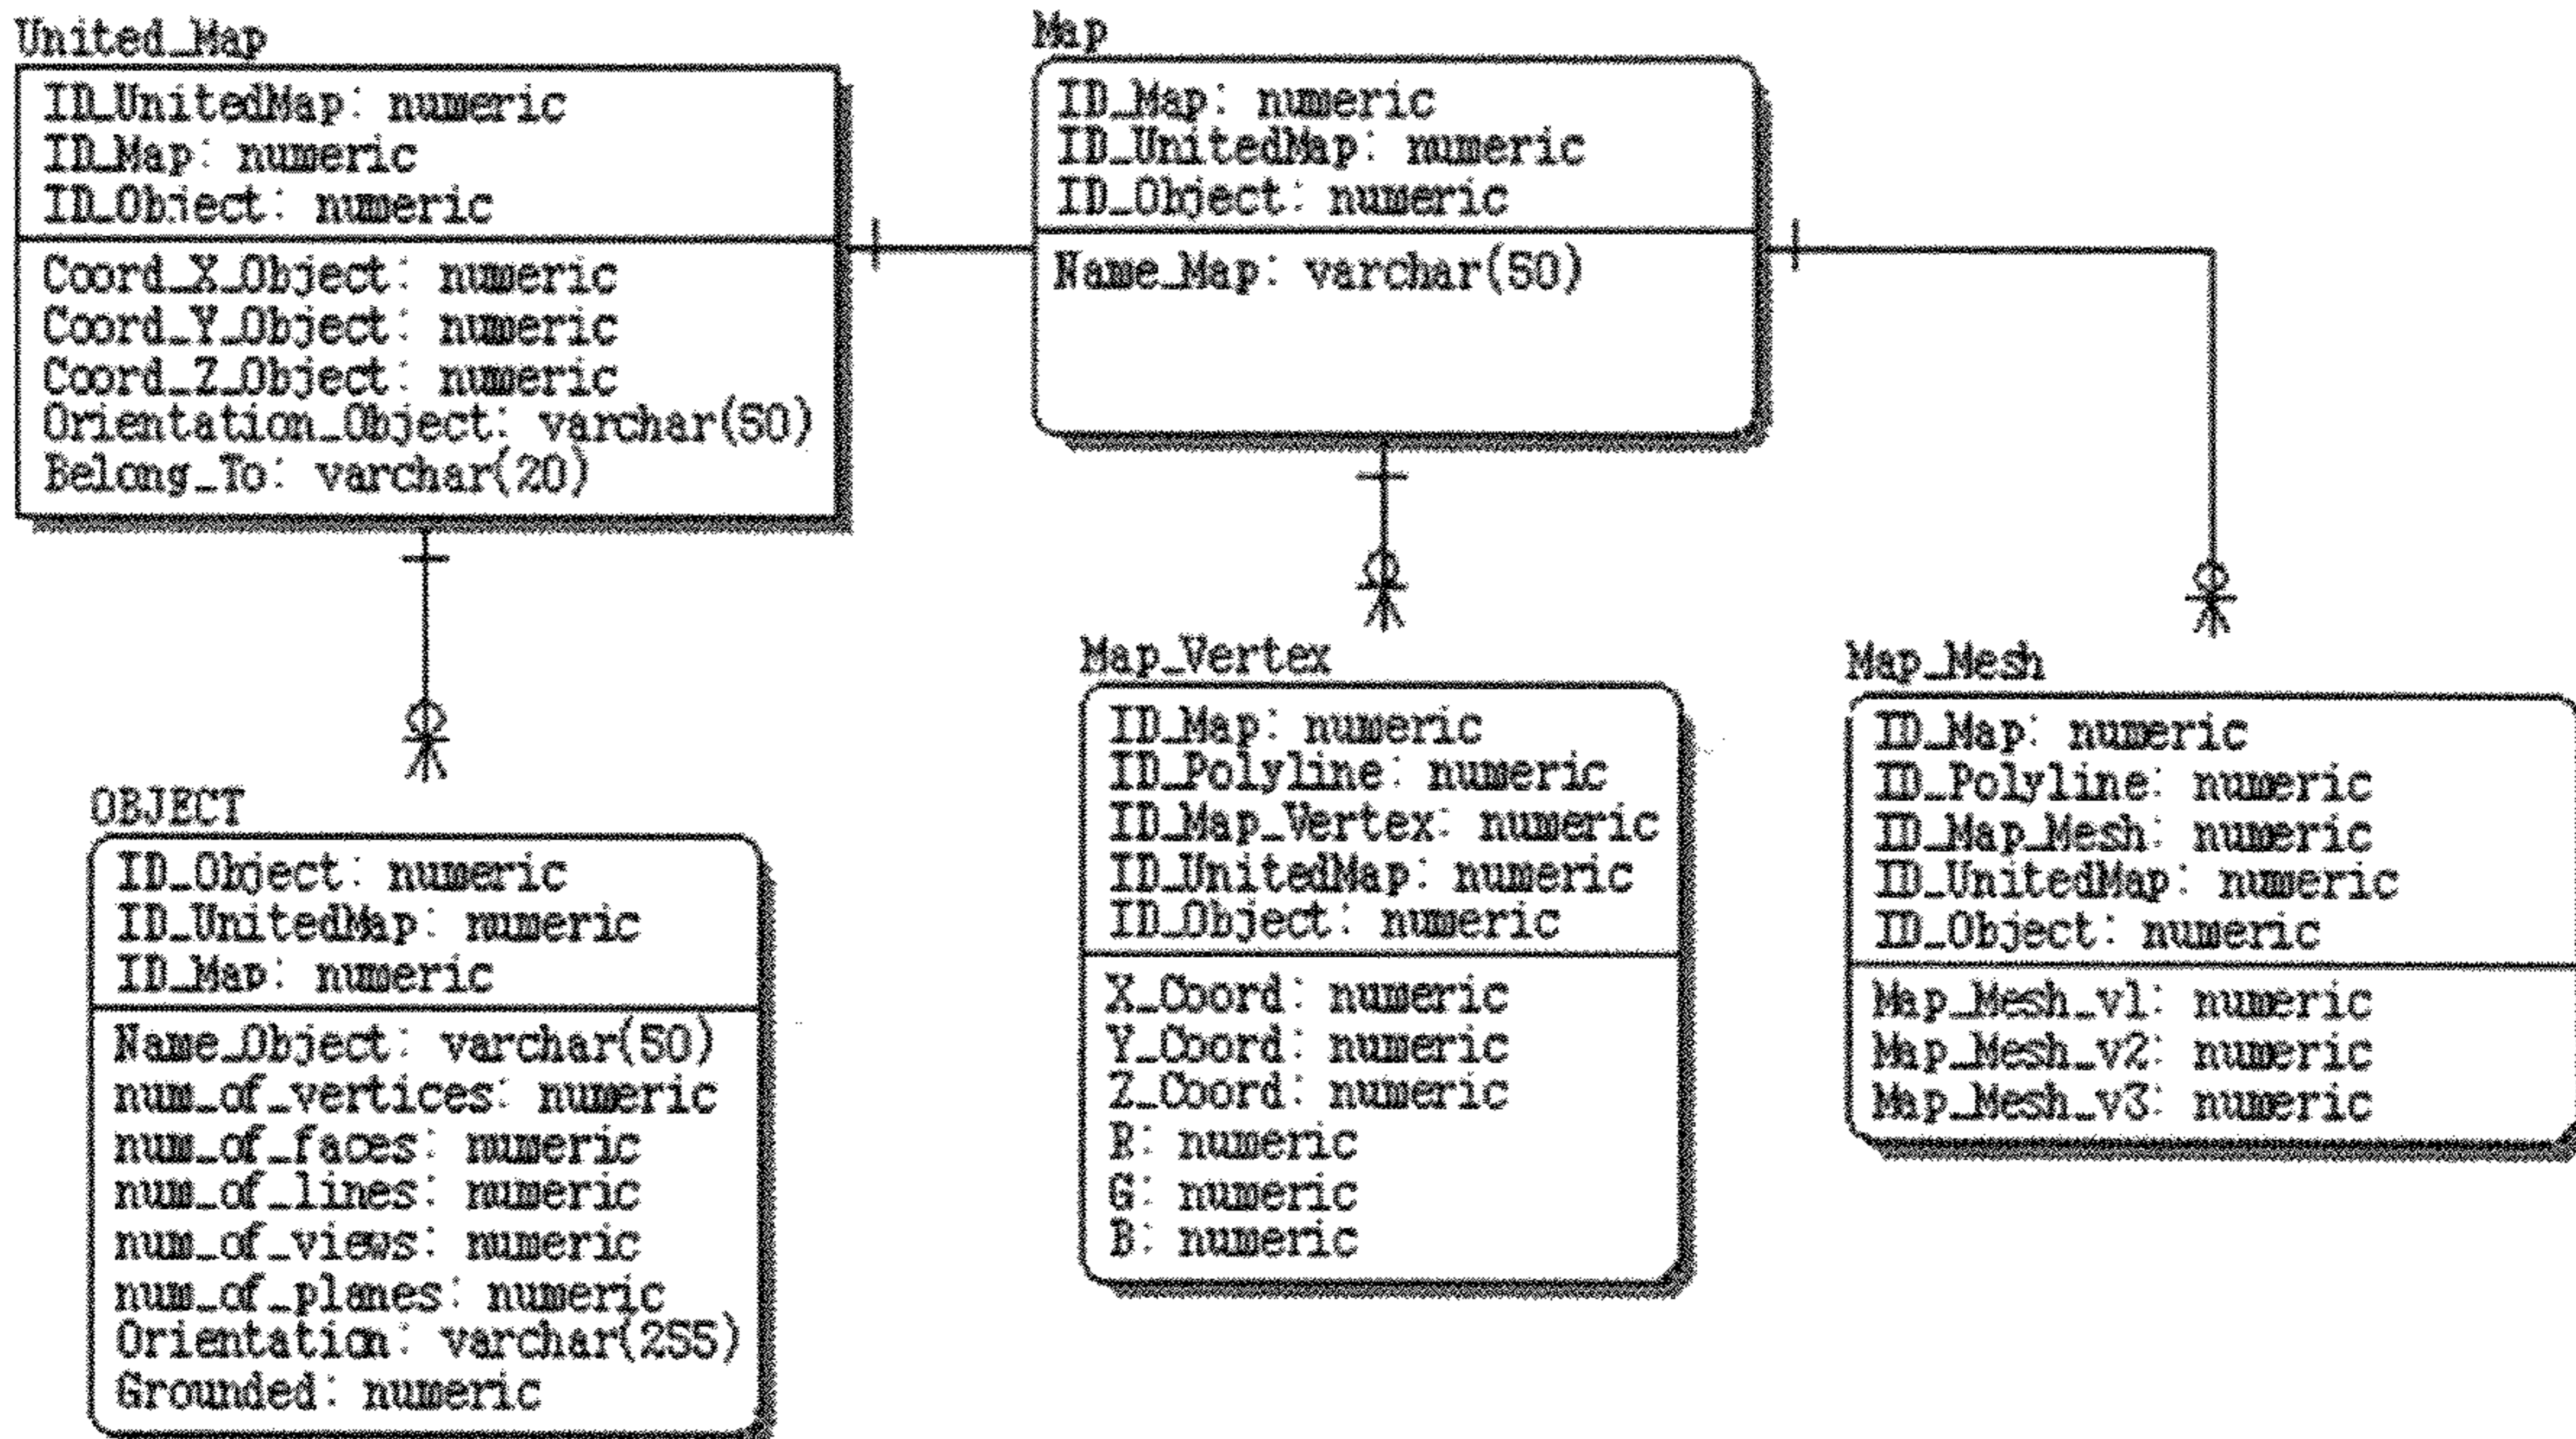 United_Map
ID_UnitedMap: numeric
ID_Map: numeric
ID_Object: numeric
Coord_X_Object: numeric
Coord_Y_Object: numeric
Coord_Z_Object: numeric
Orientation_Object: varchar(50)
Belong_To: varchar(20)
Map
ID_Map: numeric
ID_UnitedMap: numeric
ID_Object: numeric
Name_Map: varchar(50)
OBJECT
ID_Object: numeric
ID_UnitedMap: numeric
ID_Map: numeric
Name_Object: varchar(50)
num_of_vertices: numeric
num_of_faces: numeric
num_of_lines: numeric
num_of_views: numeric
num_of_planes: numeric
Orientation: varchar(255)
Grounded: numeric
Map_Vertex
ID_Map: numeric
ID_Polyline: numeric
ID_Map_Vertex: numeric
ID_UnitedMap: numeric
ID_Object: numeric
X_Coord: numeric
Y_Coord: numeric
Z_Coord: numeric
R: numeric
G: numeric
B: numeric
Map_Mesh
ID_Map: numeric
ID_Polyline: numeric
ID_Map_Mesh: numeric
ID_UnitedMap: numeric
ID_Object: numeric
Map_Mesh_v1: numeric
Map_Mesh_v2: numeric
Map_Mesh_v3: numeric